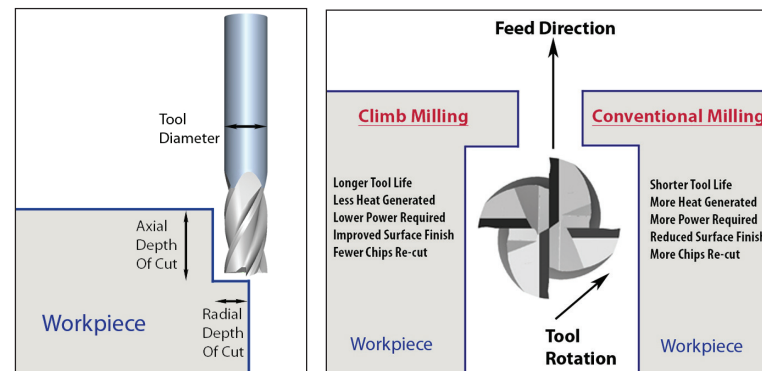 Tool
Diameter
Axial
Depth
Of Cut
Radial
Depth
Of Cut
Workpiece
Feed Direction
Climb Milling
Longer Tool Life
Less Heat Generated
Lower Power Required
Improved Surface Finish
Fewer Chips Re-cut
Workpiece
Conventional Milling
Shorter Tool Life
More Heat Generated
More Power Required
Reduced Surface Finish
More Chips Re-cut
Workpiece
Tool
Rotation